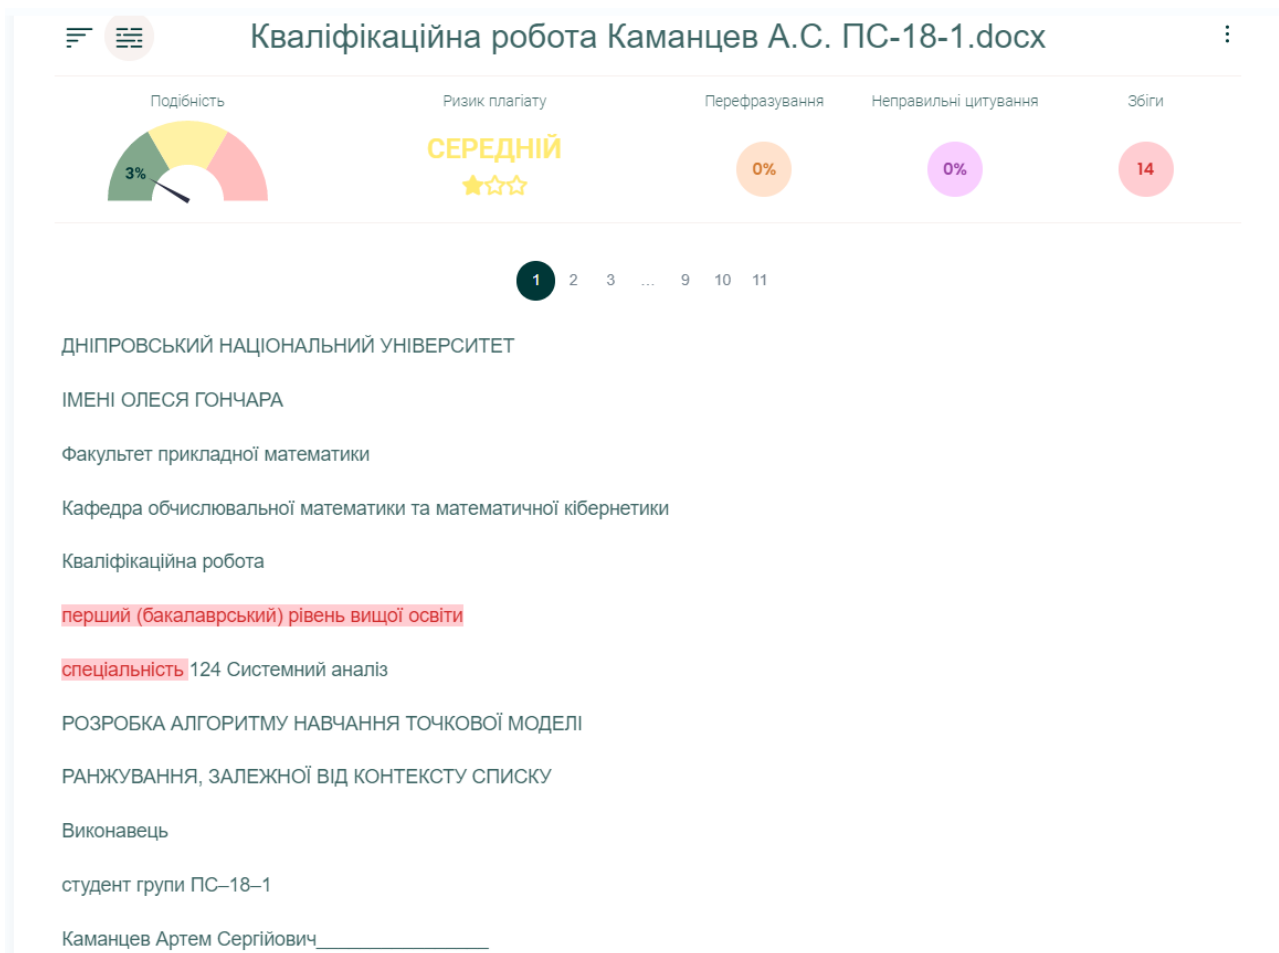 Кваліфікаційна робота Каманцев А.С. ПС-18-1.docx
Подібність
Ризик плагіату
Перефразування
Неправильні цитування
Збіги
3%
СЕРЕДНІЙ
0%
0%
14
1 2 3 ... 9 10 11
ДНІПРОВСЬКИЙ НАЦІОНАЛЬНИЙ УНІВЕРСИТЕТ
ІМЕНІ ОЛЕСЯ ГОНЧАРА
Факультет прикладної математики
Кафедра обчислювальної математики та математичної кібернетики
Кваліфікаційна робота
перший (бакалаврський) рівень вищої освіти
спеціальність 124 Системний аналіз
РОЗРОБКА АЛГОРИТМУ НАВЧАННЯ ТОЧКОВОЇ МОДЕЛІ
РАНЖУВАННЯ, ЗАЛЕЖНОЇ ВІД КОНТЕКСТУ СПИСКУ
Виконавець
студент групи ПС–18–1
Каманцев Артем Сергійович________________